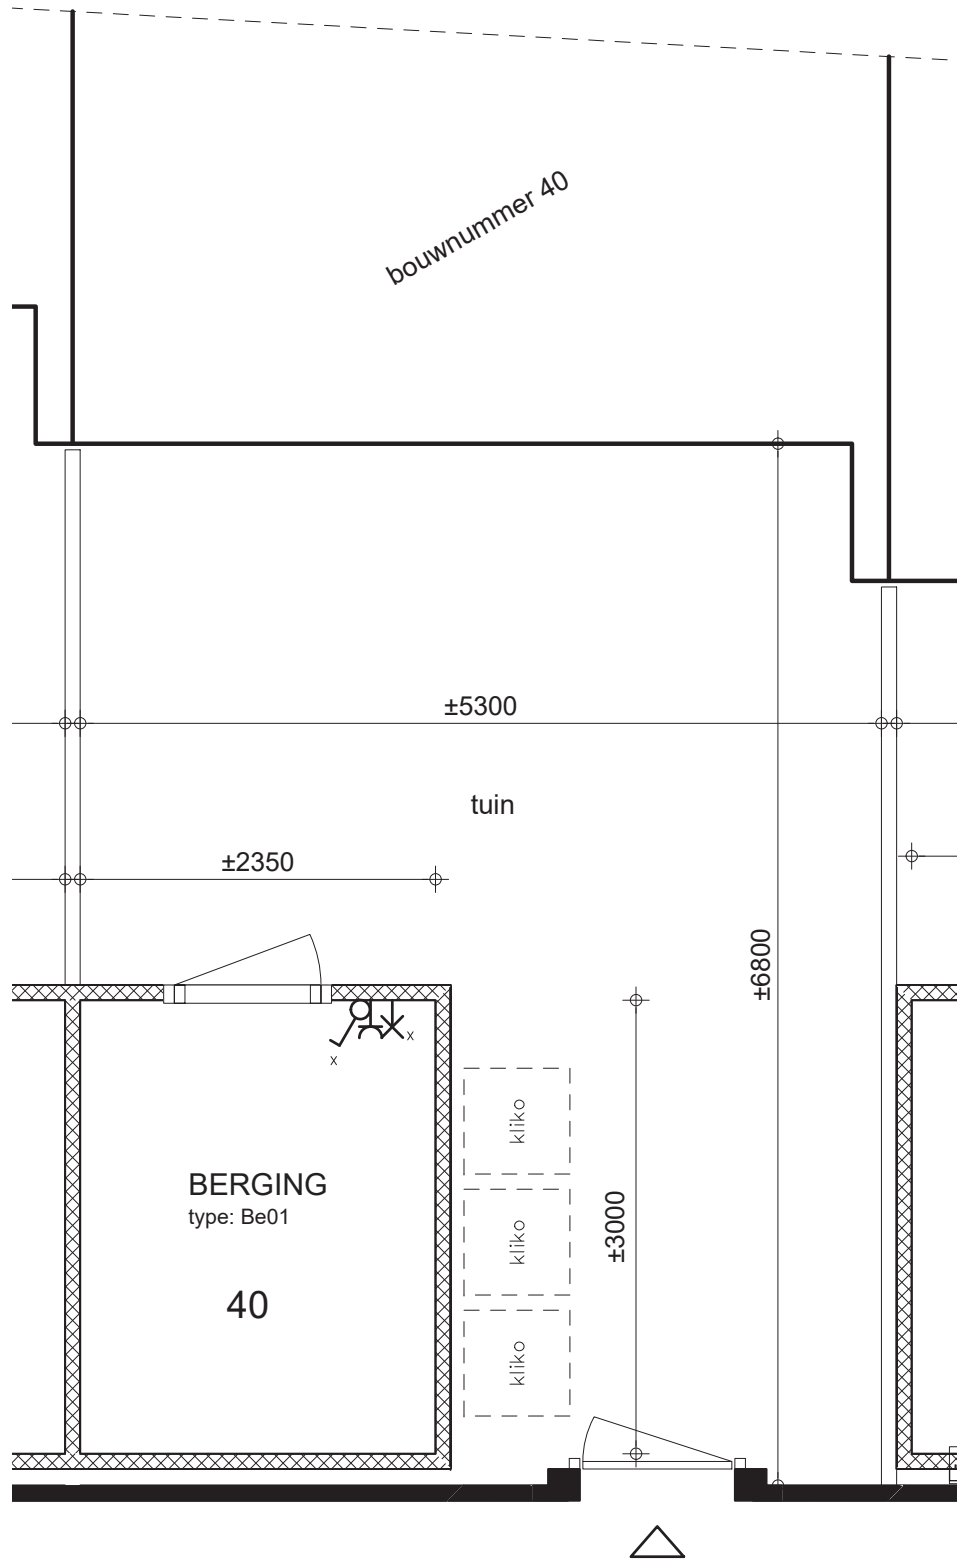 bouwnummer 40
±5300
tuin
±2350
±6800
x
x
kliko
BERGING
type: Be01
kliko
±3000
40
kliko